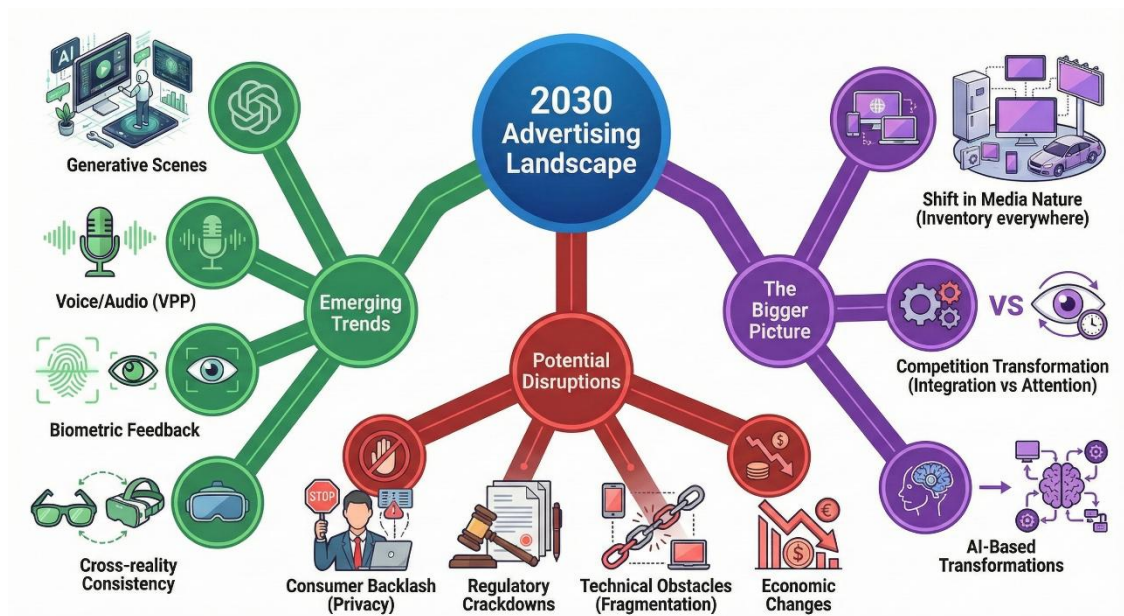 2030
Advertising
Landscape
AI
Generative Scenes
Voice/Audio (VPP)
Biometric Feedback
Cross-reality
Consistency
Emerging
Trends
Potential
Disruptions
STOP
Consumer Backlash
(Privacy)
Regulatory
Crackdowns
Technical Obstacles
(Fragmentation)
$
€
$
Economic
Changes
The
Bigger
Picture
Shift in Media Nature
(Inventory everywhere)
VS
Competition Transformation
(Integration vs Attention)
AI-Based
Transformations